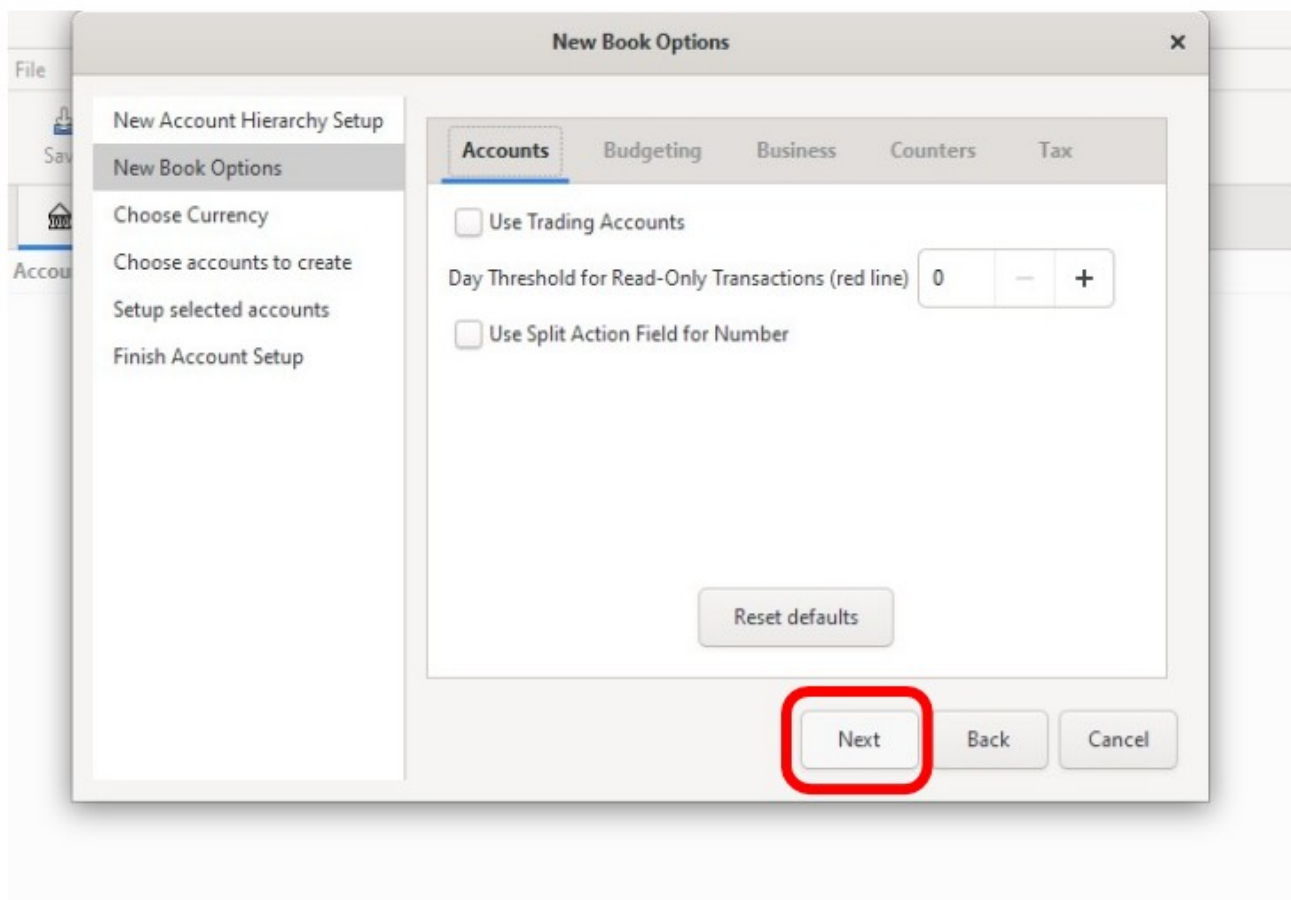 New Book Options
File
New Account Hierarchy Setup
New Book Options
Choose Currency
Choose accounts to create
Setup selected accounts
Finish Account Setup
Accounts Budgeting Business Counters Tax
Use Trading Accounts
Day Threshold for Read-Only Transactions (red line) 0
Use Split Action Field for Number
Reset defaults
Next Back Cancel